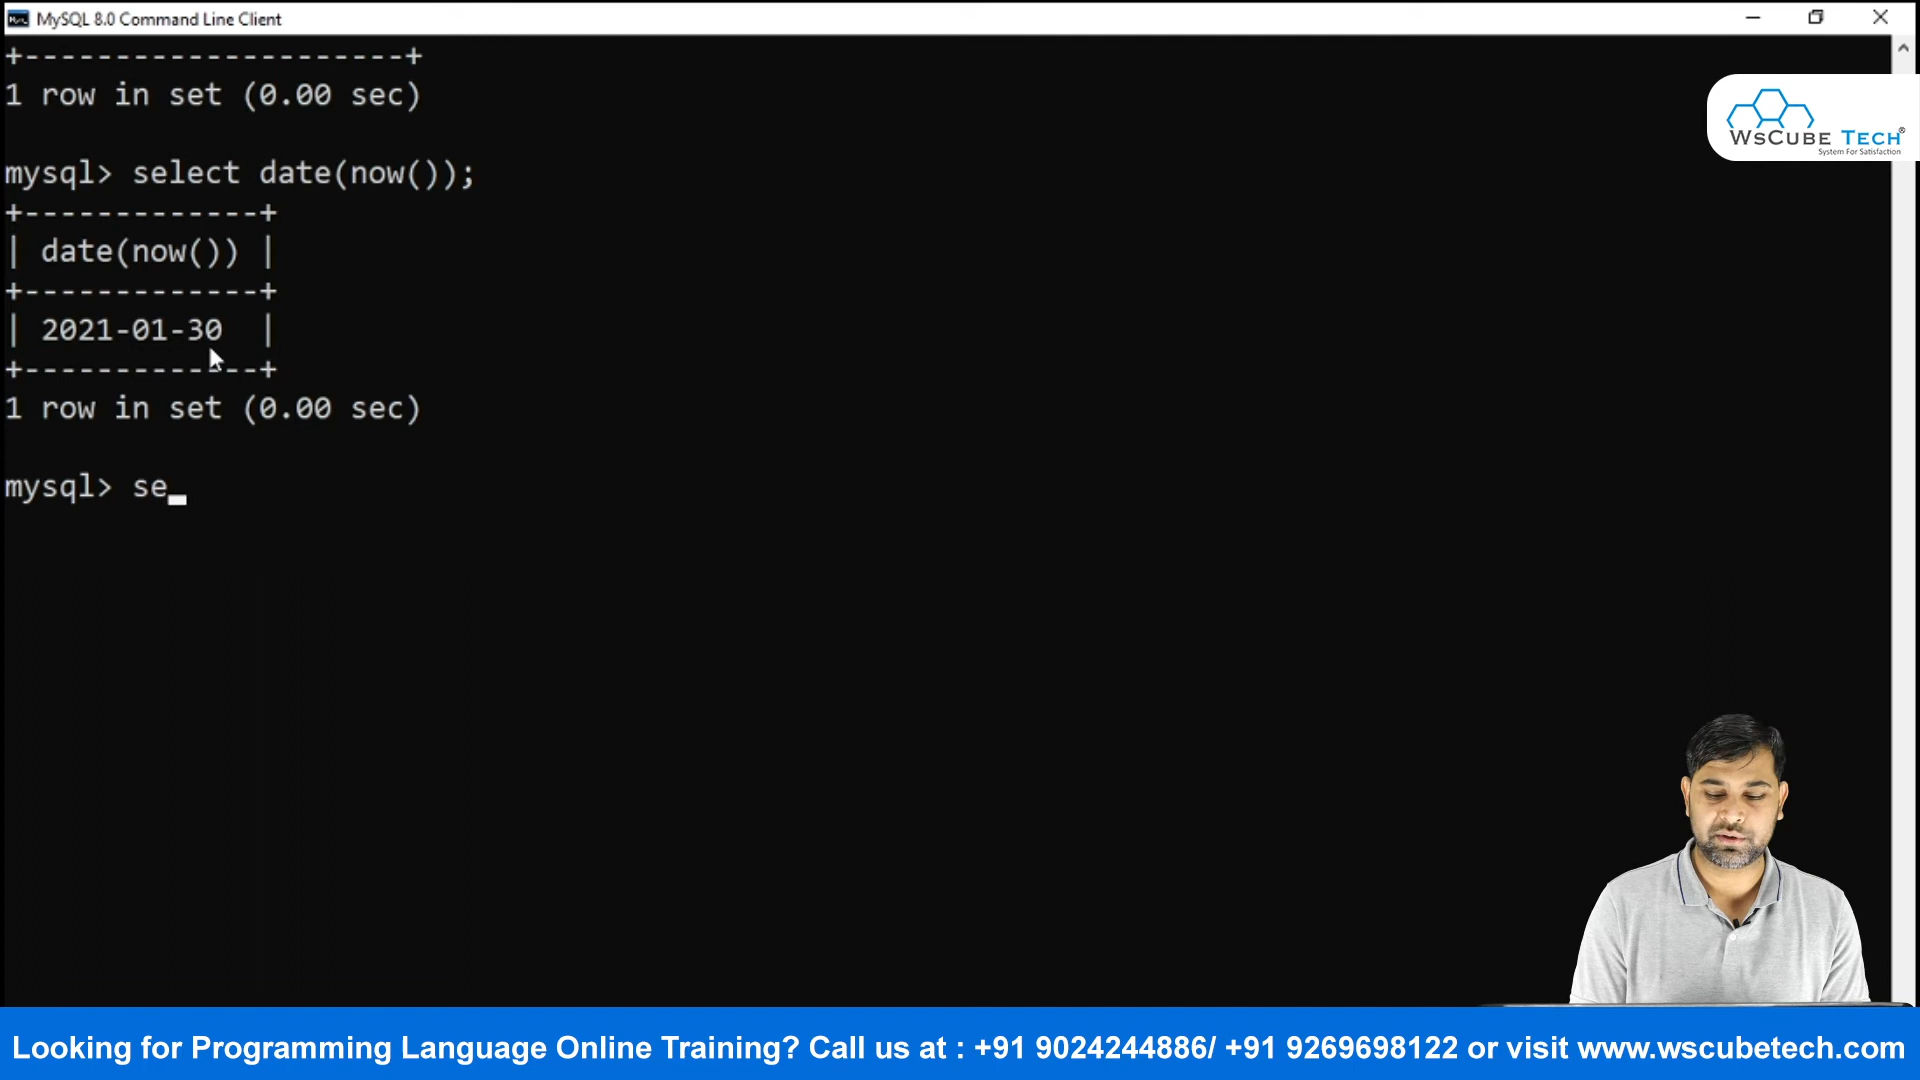 MySQL 8.0 Command Line Client
+---------------------+
1 row in set (0.00 sec)
WSCUBE TECH®
System For Satisfaction
mysql> select date(now());
+-------------+
| date(now()) |
+-------------+
| 2021-01-30  |
+-------------+
1 row in set (0.00 sec)
mysql> se_
Looking for Programming Language Online Training? Call us at : +91 9024244886/ +91 9269698122 or visit www.wscubetech.com